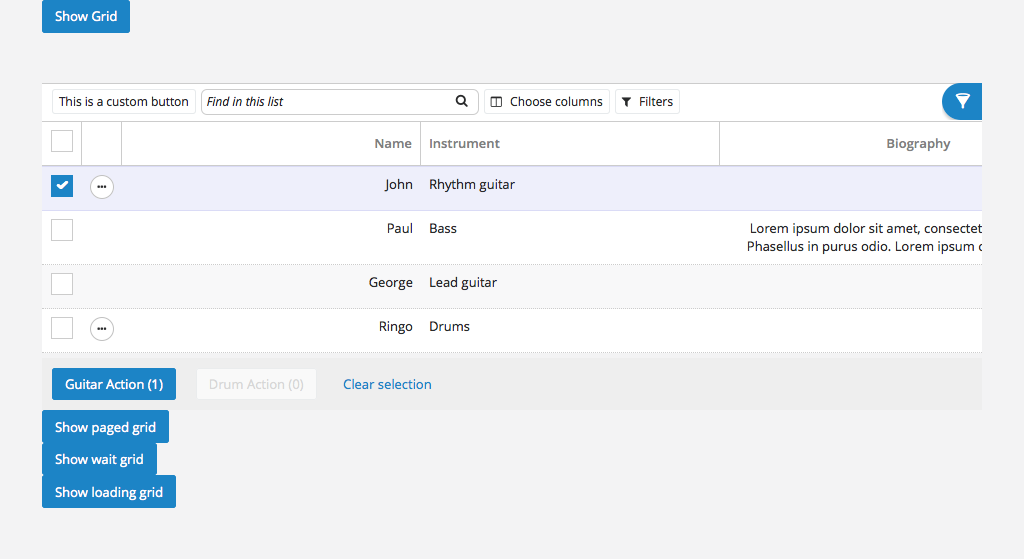 Show Grid
This is a custom button
Find in this list
Choose columns
Filters
Name Instrument Biography
John Rhythm guitar
Paul Bass Lorem ipsum dolor sit amet, consectet
Phasellus in purus odio. Lorem ipsum
George Lead guitar
Ringo Drums
Guitar Action (1) Drum Action (0) Clear selection
Show paged grid
Show wait grid
Show loading grid